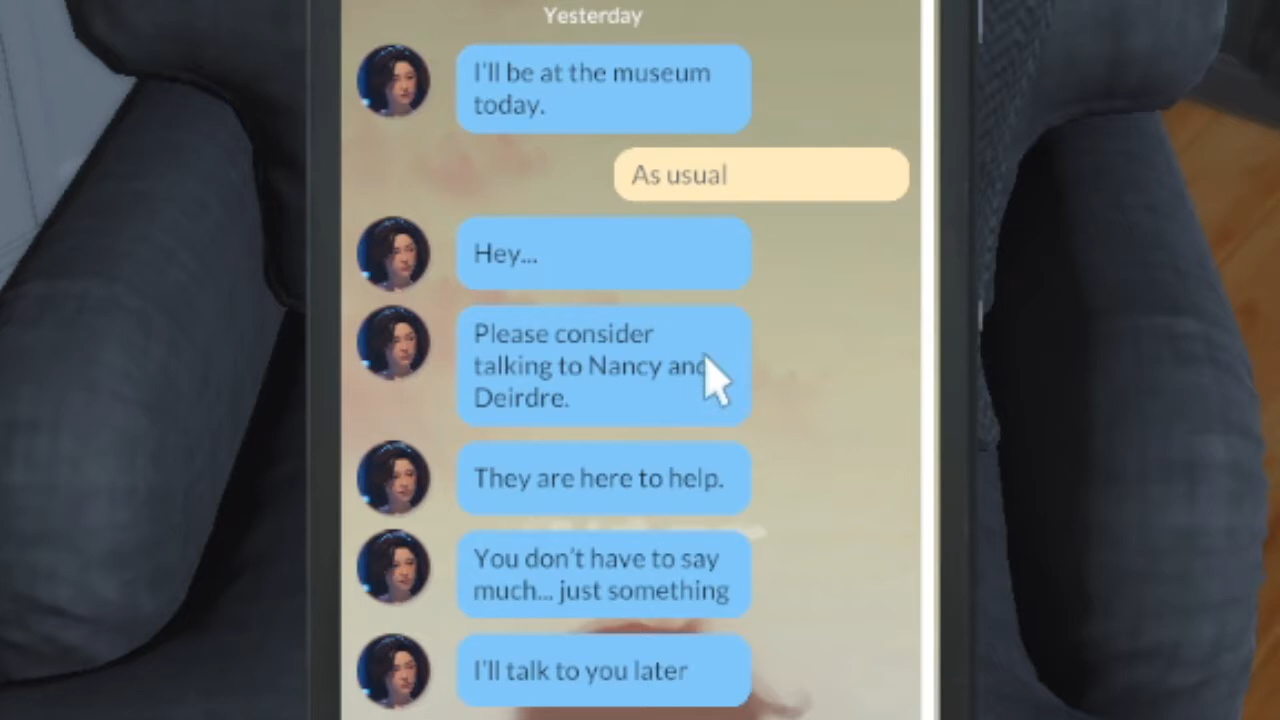 Yesterday
I'll be at the museum
today.
As usual
Hey...
Please consider
talking to Nancy and
Deirdre.
They are here to help.
You don't have to say
much... just something
I'll talk to you later